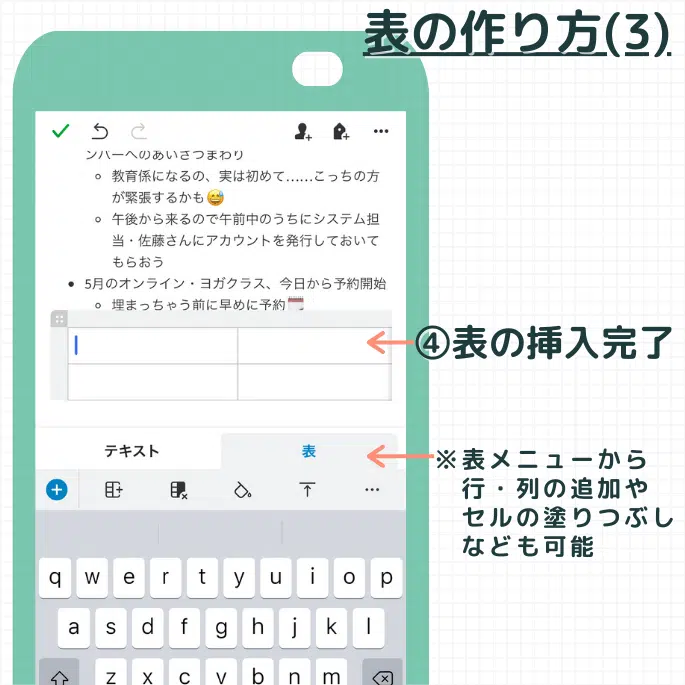 表の作り方(3)
ンバーへのあいさつまわり
教育係になるの、実は初めて……こっちの方
が緊張するかも😅
午後から来るので午前中のうちにシステム担
当・佐藤さんにアカウントを発行しておいて
もらおう
5月のオンライン・ヨガクラス、今日から予約開始
埋まっちゃう前に早めに予約🗓
④表の挿入完了
テキスト
表
※表メニューから
行・列の追加や
セルの塗りつぶし
なども可能
q w e r t y u i o p
a s d f g h j k l
z x c v b n m